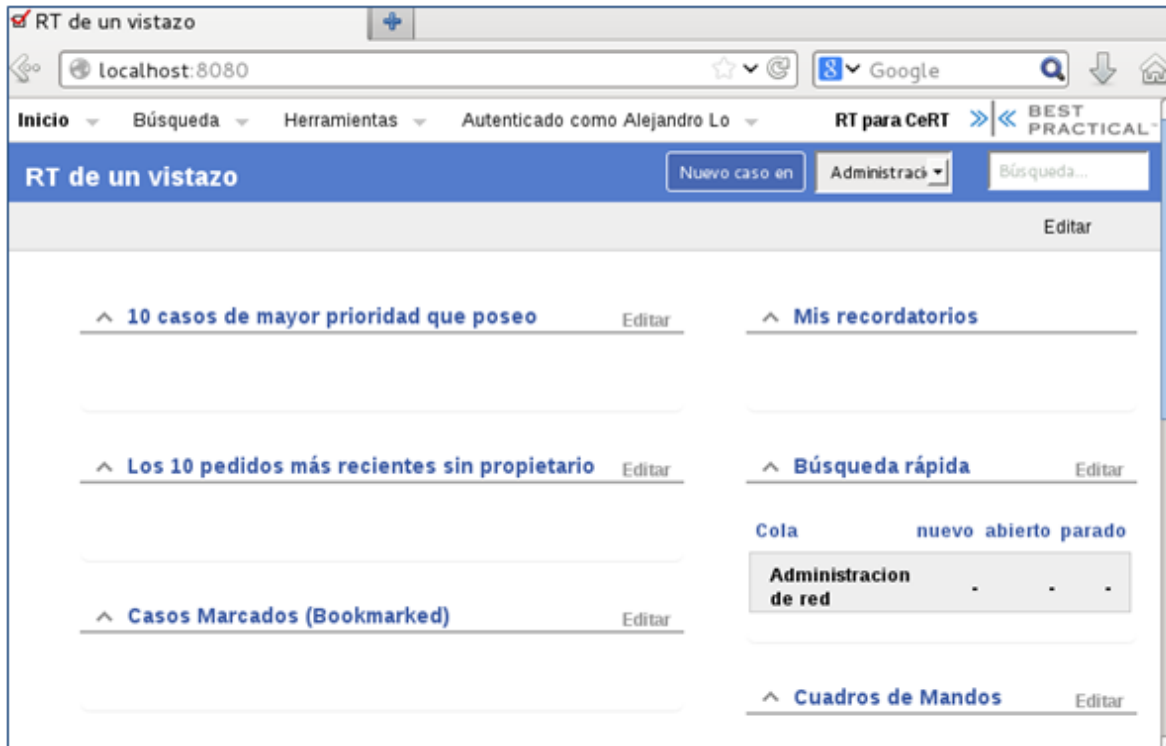 RT de un vistazo
localhost:8080
8 Google
Inicio Búsqueda Herramientas Autenticado como Alejandro Lo RT para CeRT BEST PRACTICAL™
RT de un vistazo Nuevo caso en Administraci Búsqueda...
Editar
10 casos de mayor prioridad que poseo Editar
Mis recordatorios
Los 10 pedidos más recientes sin propietario Editar
Búsqueda rápida Editar
Cola nuevo abierto parado
Administracion de red - - -
Casos Marcados (Bookmarked) Editar
Cuadros de Mandos Editar